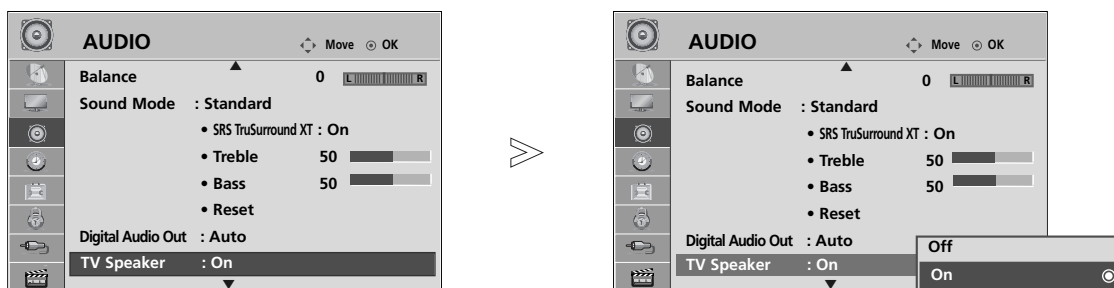 AUDIO Move OK
Balance 0 L R
Sound Mode : Standard
• SRS TruSurround XT : On
• Treble 50
• Bass 50
• Reset
Digital Audio Out : Auto
TV Speaker : On
AUDIO Move OK
Balance 0 L R
Sound Mode : Standard
• SRS TruSurround XT : On
• Treble 50
• Bass 50
• Reset
Digital Audio Out : Auto
TV Speaker : On
Off
On